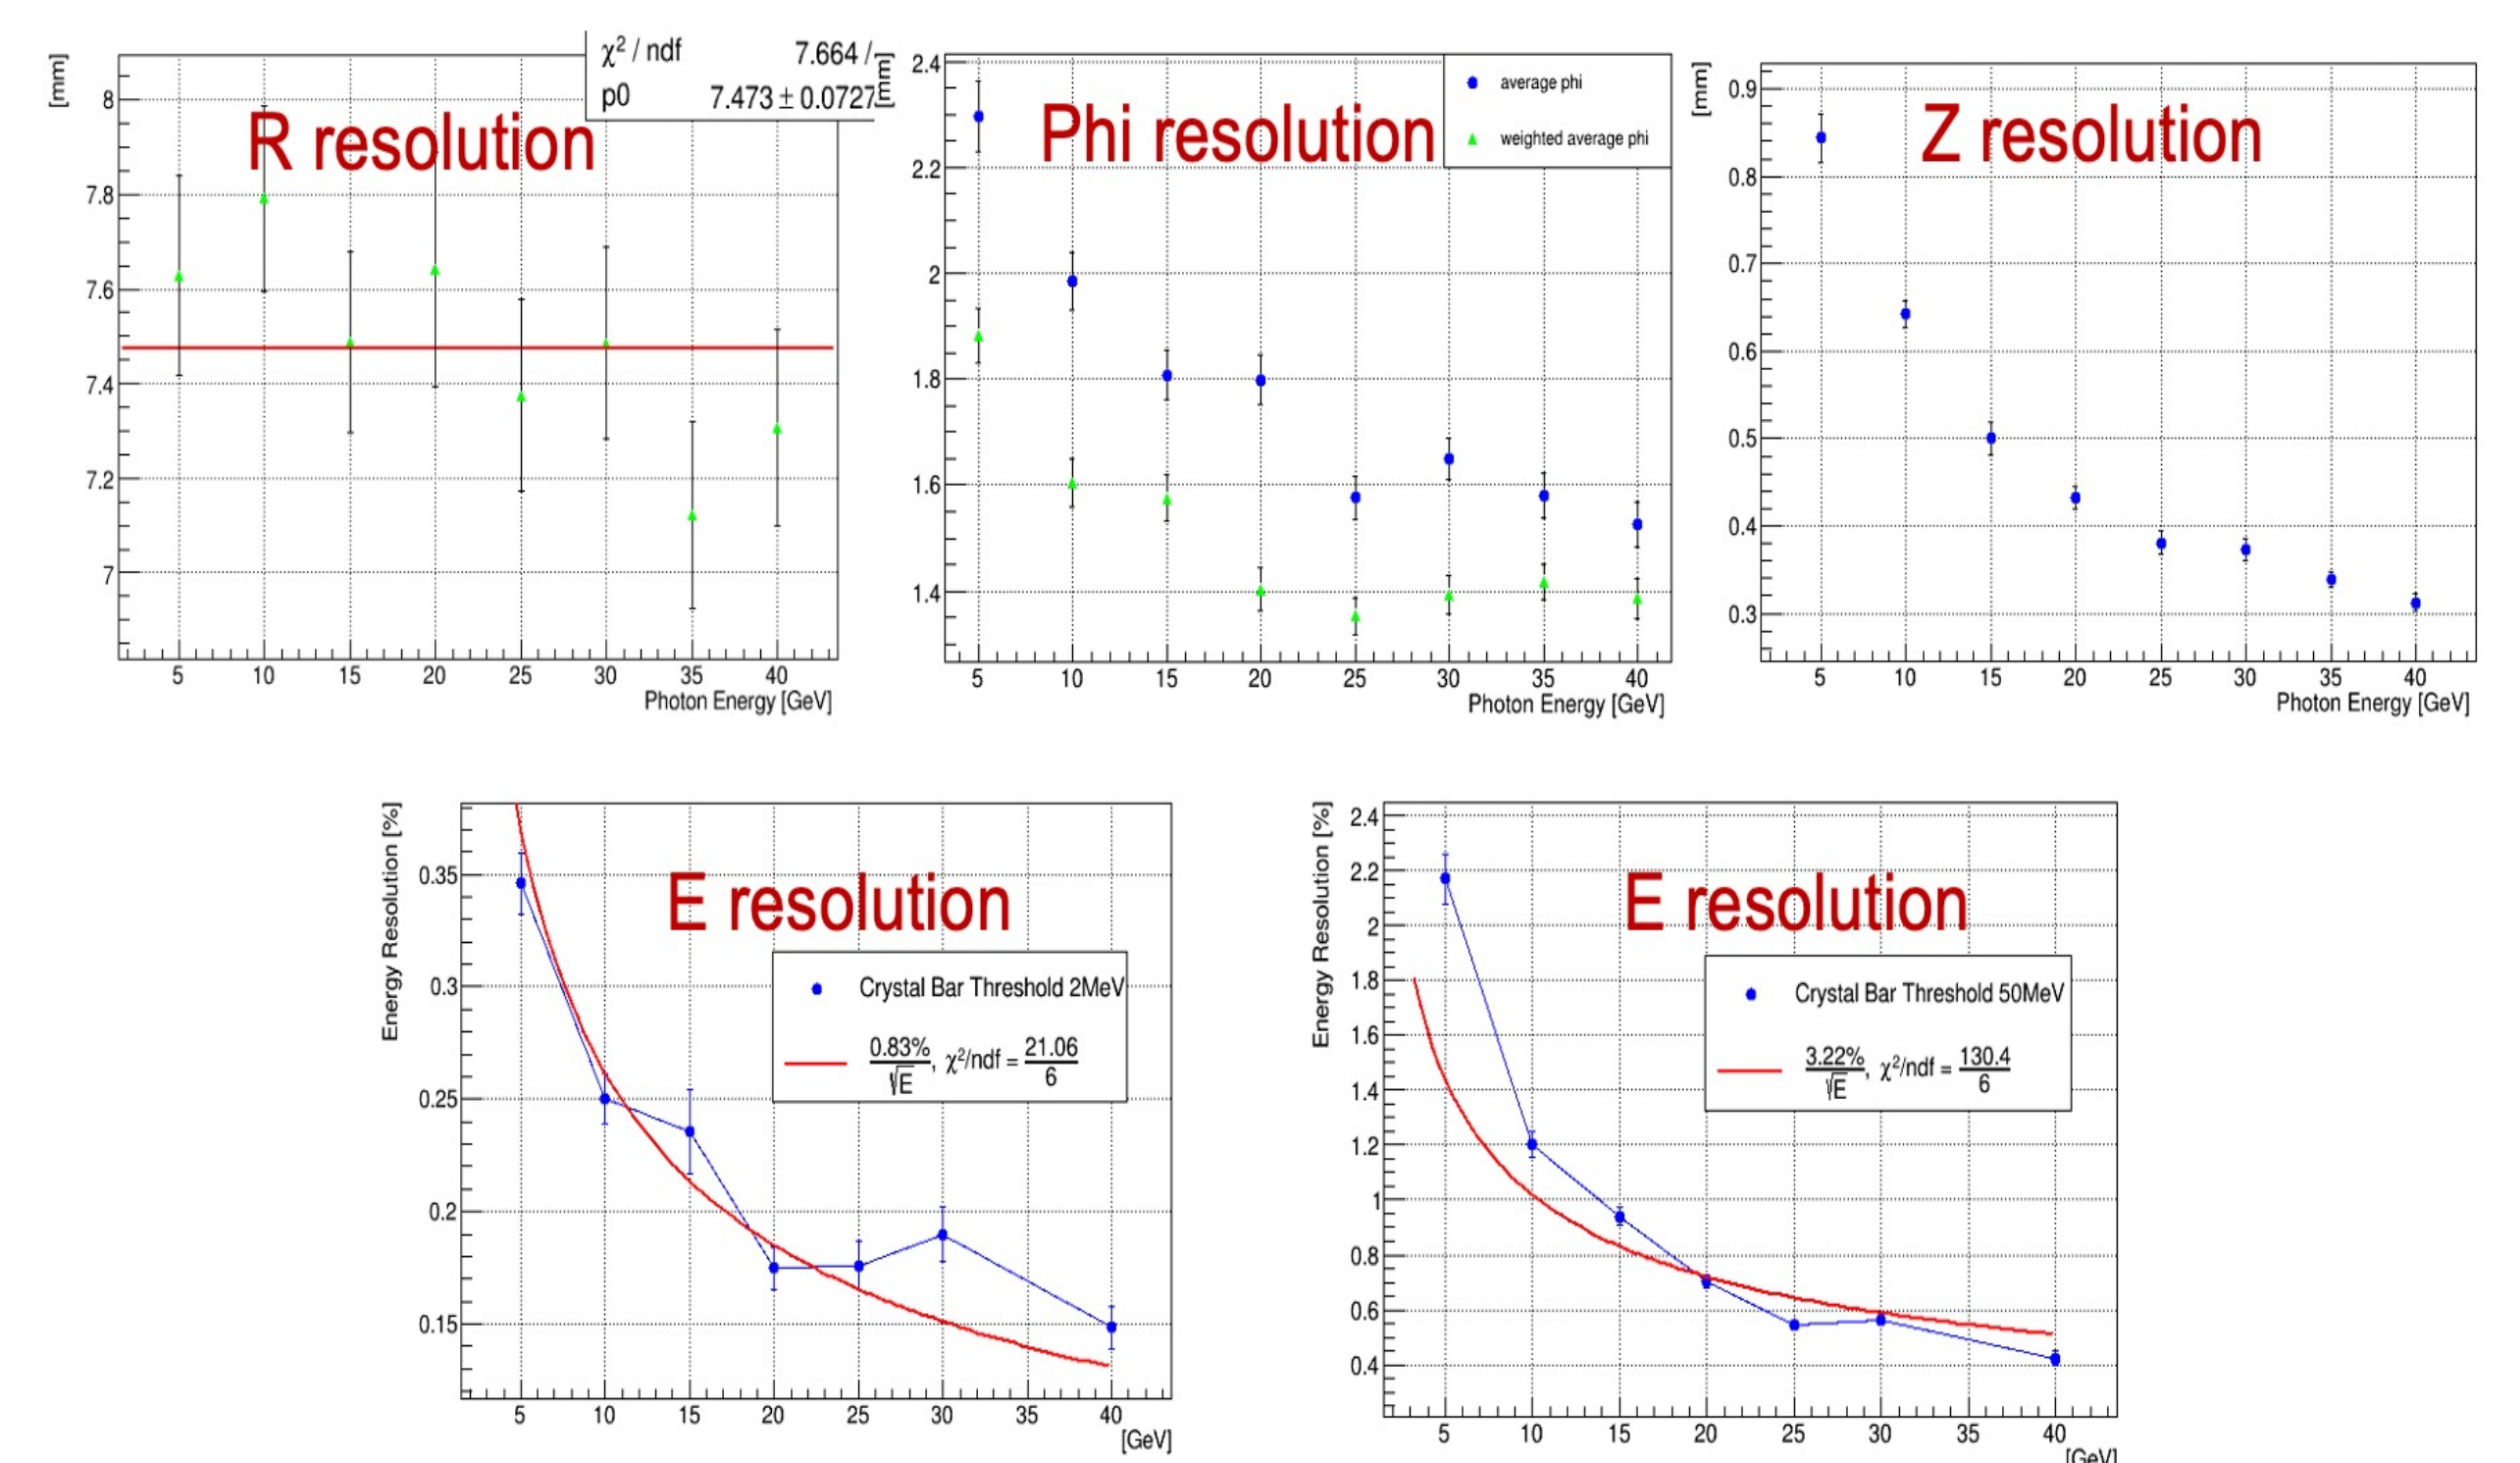 [mm]
χ² / ndf 7.664 /
p0 7.473 ± 0.0727
R resolution
8
7.8
7.6
7.4
7.2
7
5 10 15 20 25 30 35 40
Photon Energy [GeV]
[mm]
average phi
weighted average phi
Phi resolution
2.4
2.2
2
1.8
1.6
1.4
5 10 15 20 25 30 35 40
Photon Energy [GeV]
[mm]
Z resolution
0.9
0.8
0.7
0.6
0.5
0.4
0.3
5 10 15 20 25 30 35 40
Photon Energy [GeV]
Energy Resolution [%]
E resolution
Crystal Bar Threshold 2MeV
0.83%/√E, χ²/ndf = 21.06/6
0.35
0.3
0.25
0.2
0.15
5 10 15 20 25 30 35 40
[GeV]
Energy Resolution [%]
E resolution
Crystal Bar Threshold 50MeV
3.22%/√E, χ²/ndf = 130.4/6
2.4
2.2
2
1.8
1.6
1.4
1.2
1
0.8
0.6
0.4
5 10 15 20 25 30 35 40
[GeV]